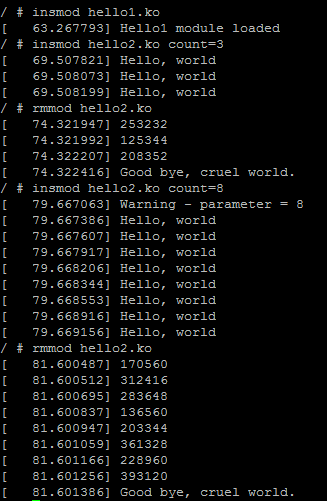 / # insmod hello1.ko
[   63.267793] Hello1 module loaded
/ # insmod hello2.ko count=3
[   69.507821] Hello, world
[   69.508073] Hello, world
[   69.508199] Hello, world
/ # rmmod hello2.ko
[   74.321947] 253232
[   74.321992] 125344
[   74.322207] 208352
[   74.322416] Good bye, cruel world.
/ # insmod hello2.ko count=8
[   79.667063] Warning - parameter = 8
[   79.667386] Hello, world
[   79.667607] Hello, world
[   79.667917] Hello, world
[   79.668206] Hello, world
[   79.668344] Hello, world
[   79.668553] Hello, world
[   79.668916] Hello, world
[   79.669156] Hello, world
/ # rmmod hello2.ko
[   81.600487] 170560
[   81.600512] 312416
[   81.600695] 283648
[   81.600837] 136560
[   81.600947] 203344
[   81.601059] 361328
[   81.601166] 228960
[   81.601256] 393120
[   81.601386] Good bye, cruel world.